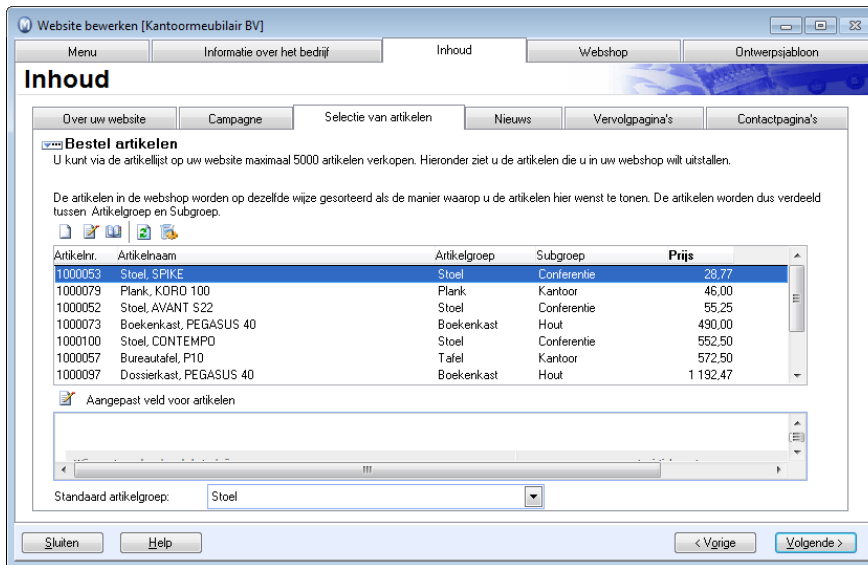 Website bewerken [Kantoormeubilair BV]
Menu Informatie over het bedrijf Inhoud Webshop Ontwerpsjabloon
Inhoud
Over uw website Campagne Selectie van artikelen Nieuws Vervolgpagina's Contactpagina's
Bestel artikelen
U kunt via de artikellijst op uw website maximaal 5000 artikelen verkopen. Hieronder ziet u de artikelen die u in uw webshop wilt uitstallen.
De artikelen in de webshop worden op dezelfde wijze gesorteerd als de manier waarop u de artikelen hier wenst te tonen. De artikelen worden dus verdeeld
tussen Artikelgroep en Subgroep.
Artikelnr. Artikelnaam Artikelgroep Subgroep Prijs
1000053 Stoel, SPIKE Stoel Conferentie 28,77
1000079 Plank, KORO 100 Plank Kantoor 46,00
1000052 Stoel, AVANT S22 Stoel Conferentie 55,25
1000073 Boekenkast, PEGASUS 40 Boekenkast Hout 490,00
1000100 Stoel, CONTEMPO Stoel Conferentie 552,50
1000057 Bureautafel, P10 Tafel Kantoor 572,50
1000097 Dossierkast, PEGASUS 40 Boekenkast Hout 1 192,47
Aangepast veld voor artikelen
Standaard artikelgroep: Stoel
Sluiten Help < Vorige Volgende >